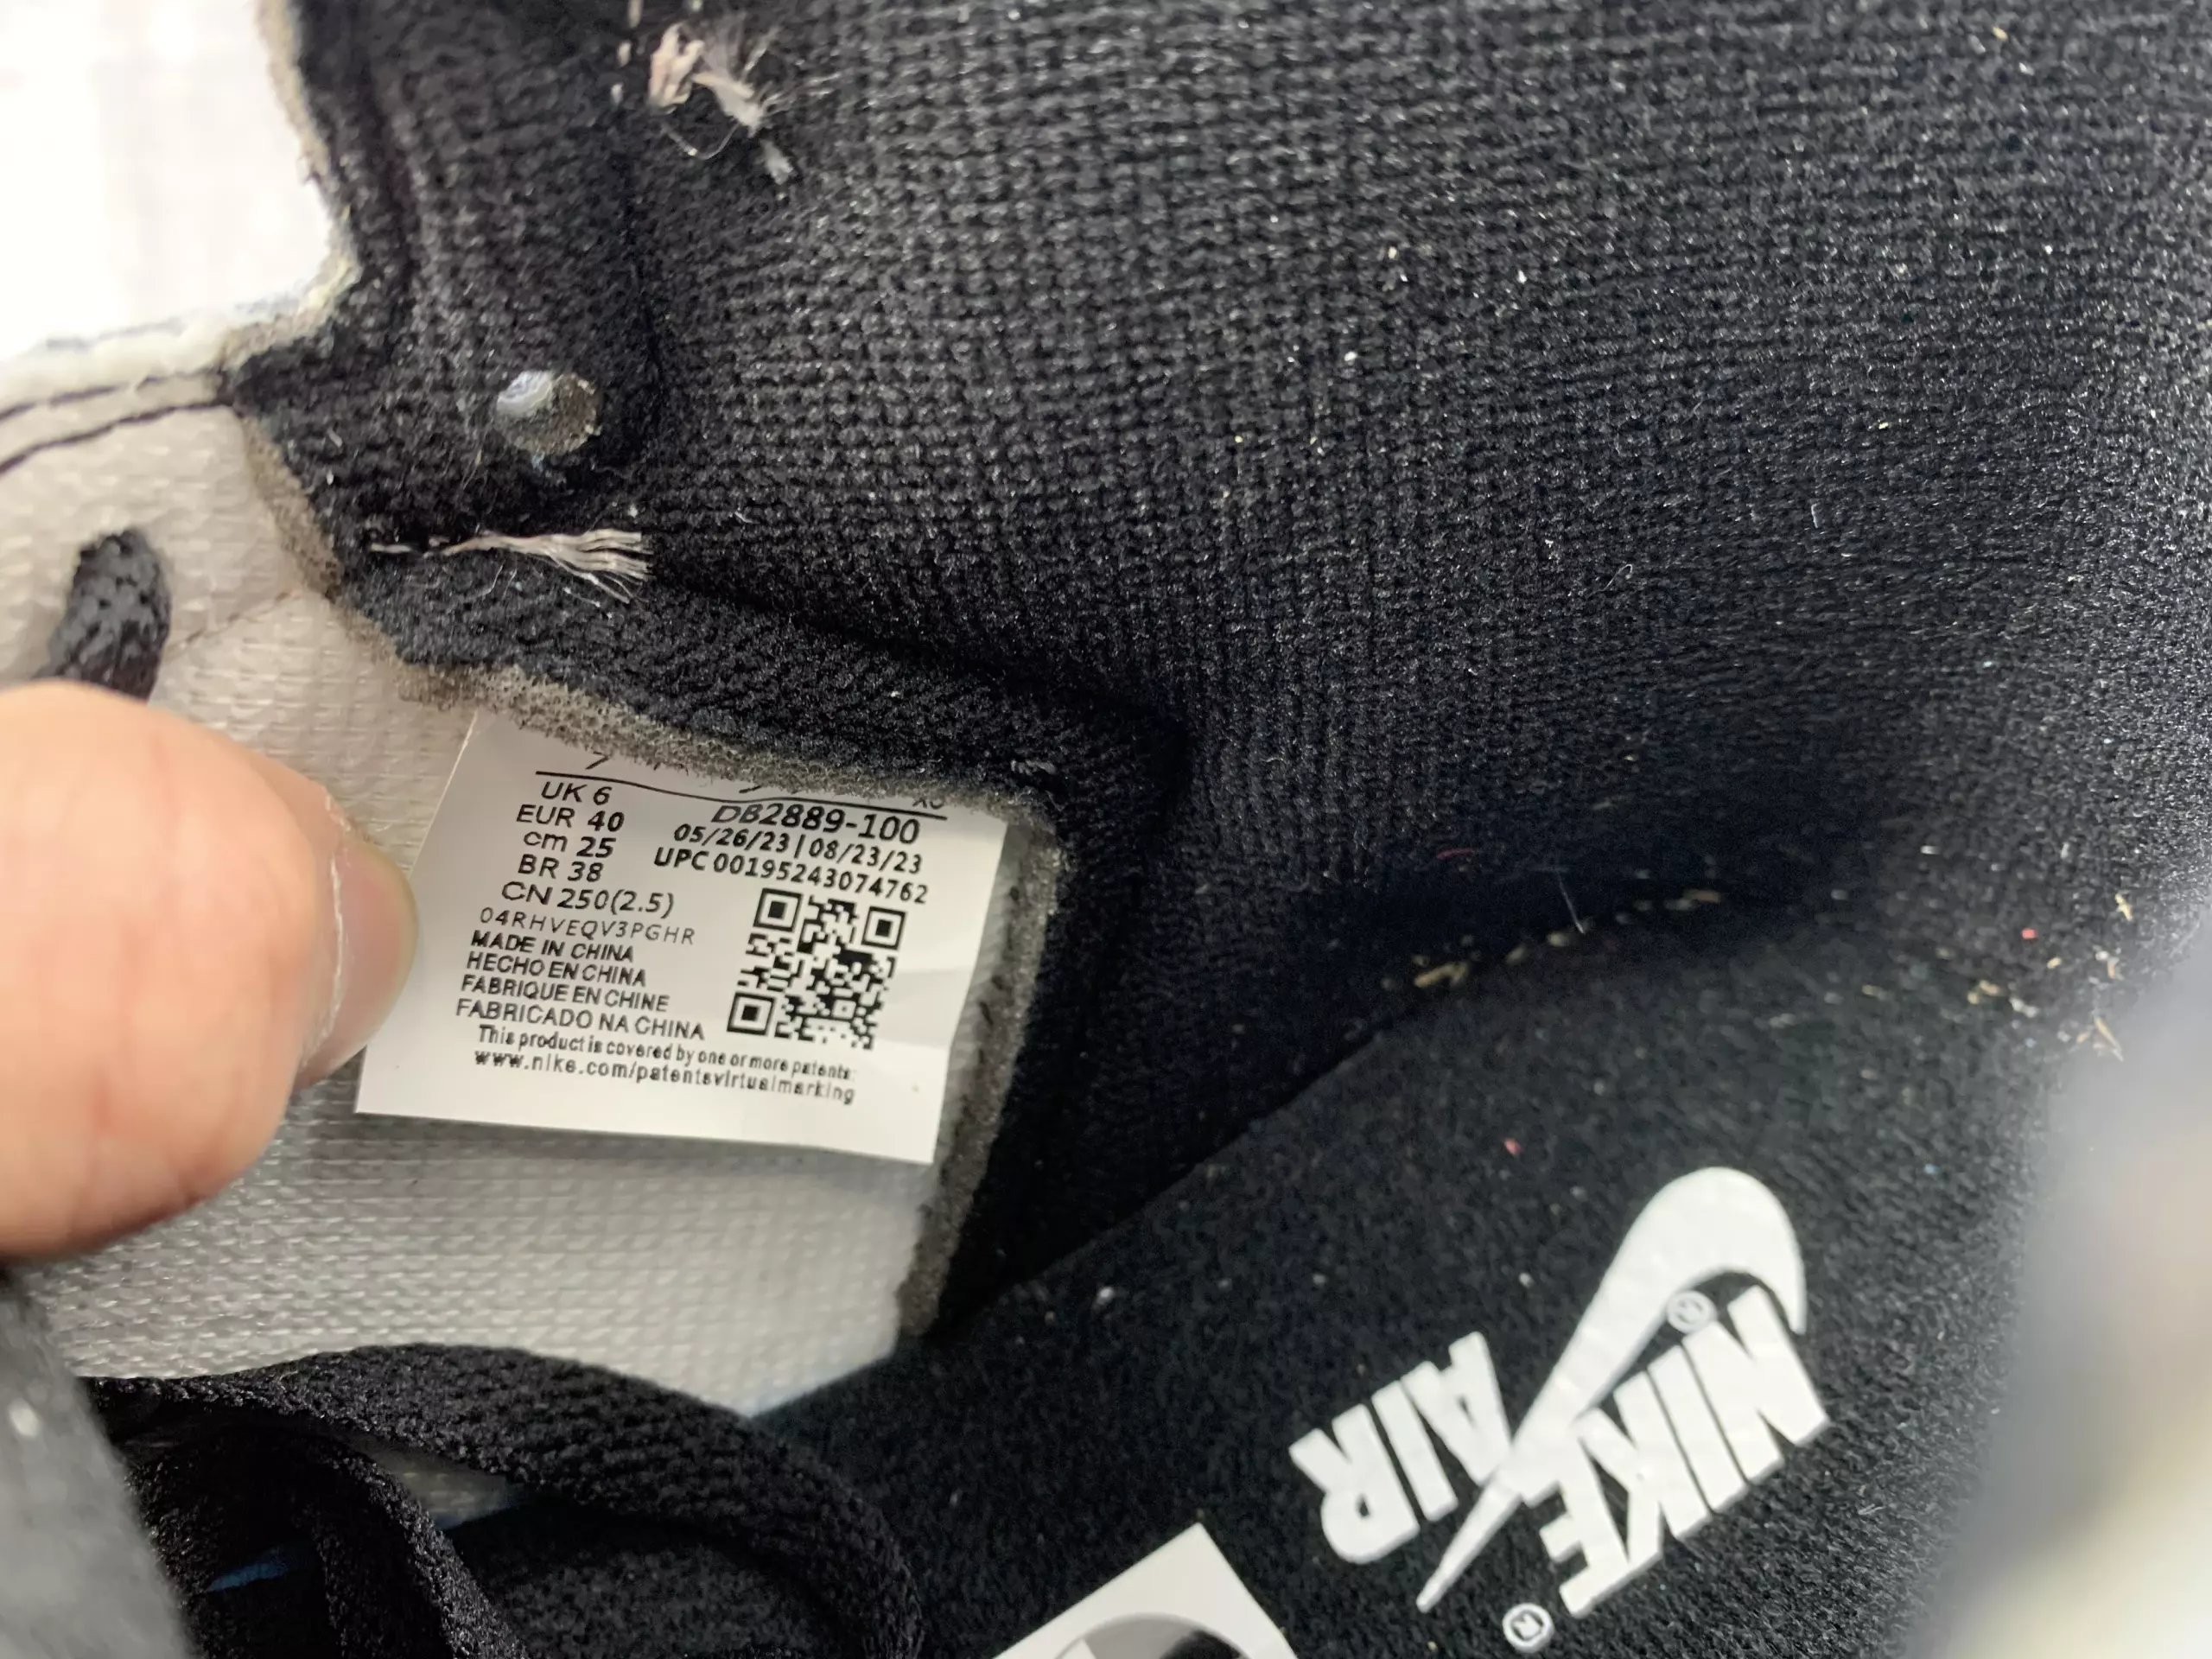 UK 6
EUR 40
cm 25
BR 38
CN 250(2.5)
DB2889-100
05/26/23 | 08/23/23
UPC 00195243074762
04RHVEQV3PGHR
MADE IN CHINA
HECHO EN CHINA
FABRIQUE EN CHINE
FABRICADO NA CHINA
This product is covered by one or more patents:
www.nike.com/patentsvirtualmarking
NIKE ®
AIR ®